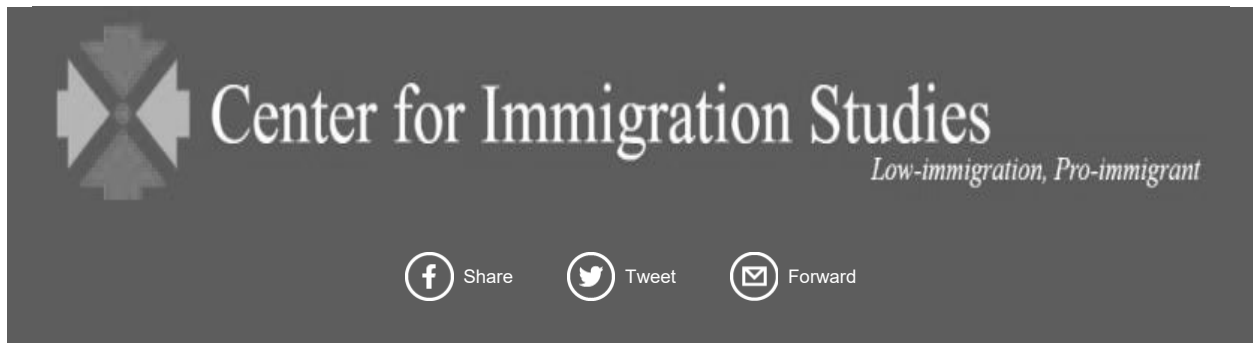 Center for Immigration Studies
Low-immigration, Pro-immigrant
Share Tweet Forward